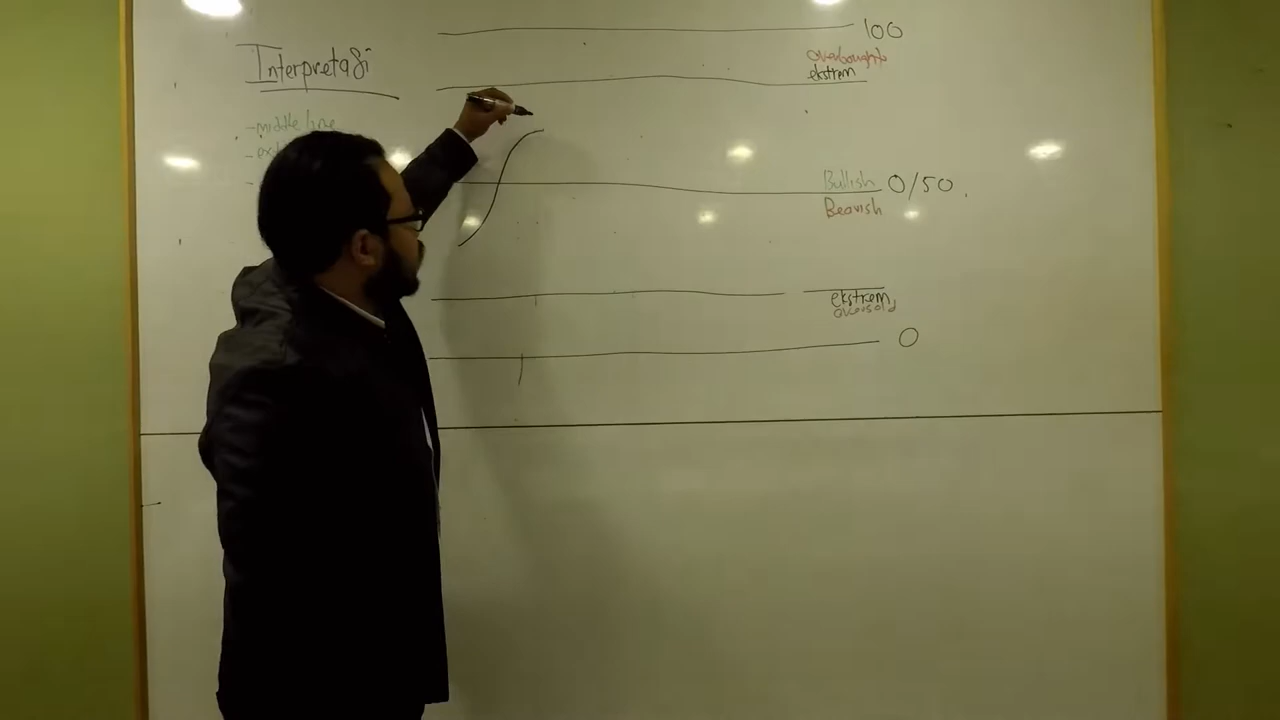 Interpretasi
- middle line
100
overbought
ekstrem
Bullish
0/50
Bearish
ekstrem
oversold
0